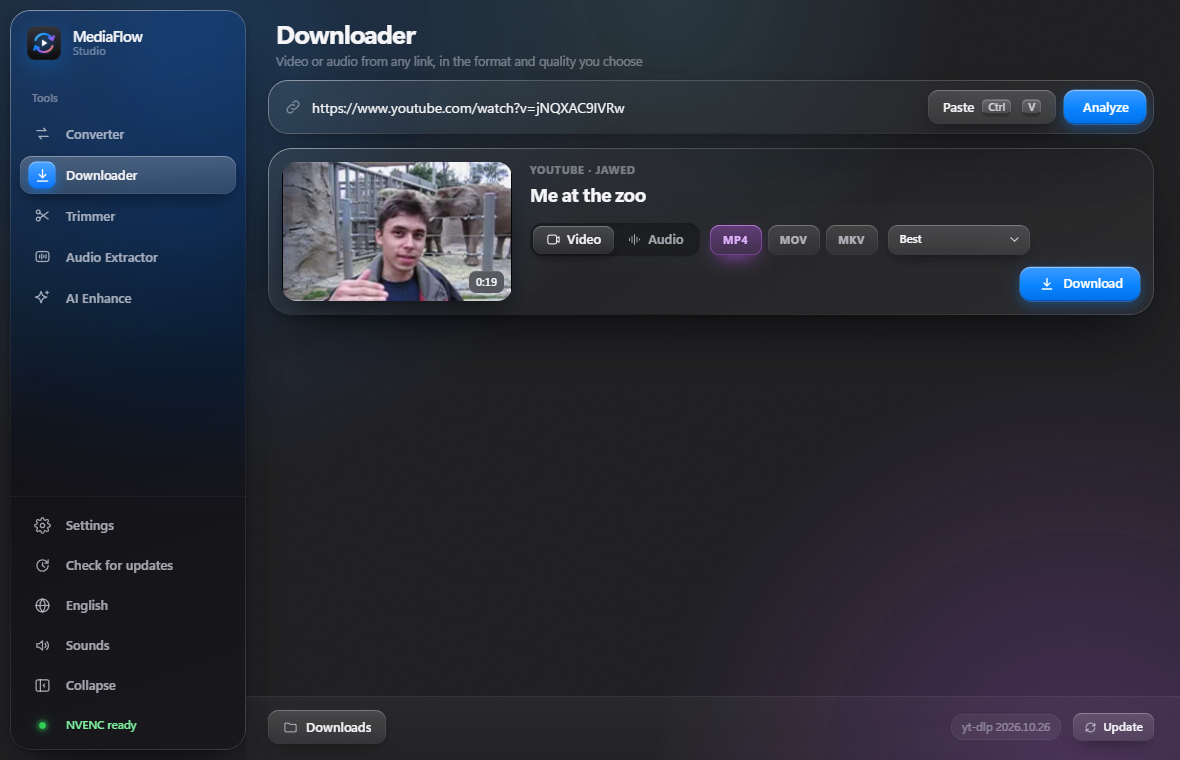 MediaFlow
Studio
Tools
Converter
Downloader
Trimmer
Audio Extractor
AI Enhance
Settings
Check for updates
English
Sounds
Collapse
NVENC ready
Downloader
Video or audio from any link, in the format and quality you choose
https://www.youtube.com/watch?v=jNQXAC9IVRw
Paste Ctrl V
Analyze
0:19
YOUTUBE · JAWED
Me at the zoo
Video Audio MP4 MOV MKV Best
Download
Downloads
yt-dlp 2026.10.26
Update